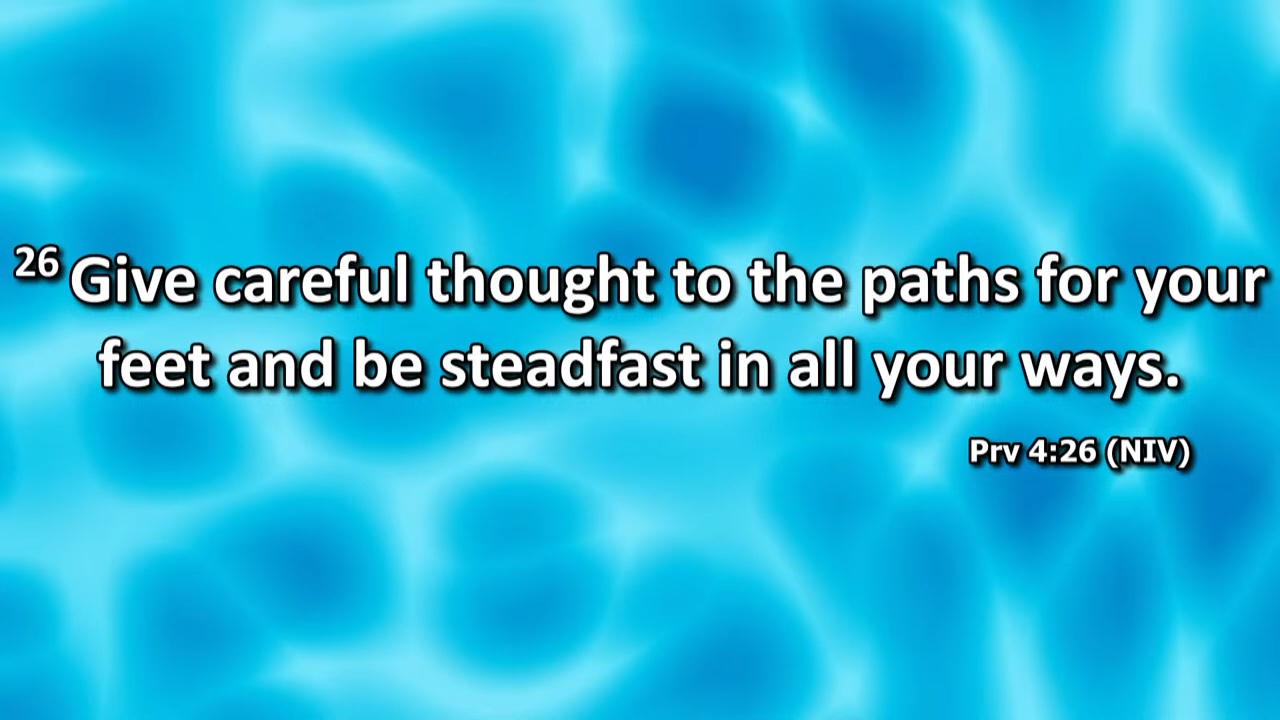 26 Give careful thought to the paths for your
feet and be steadfast in all your ways.
Prv 4:26 (NIV)